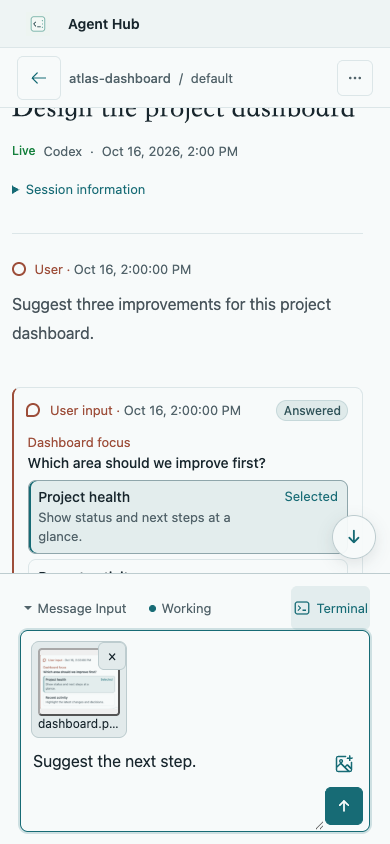 Agent Hub
atlas-dashboard / default
Design the project dashboard
Live Codex · Oct 16, 2026, 2:00 PM
Session information
User · Oct 16, 2:00:00 PM
Suggest three improvements for this project
dashboard.
User input · Oct 16, 2:00:00 PM Answered
Dashboard focus
Which area should we improve first?
Project health Selected
Show status and next steps at a
glance.
Message Input Working Terminal
dashboard.p...
Suggest the next step.